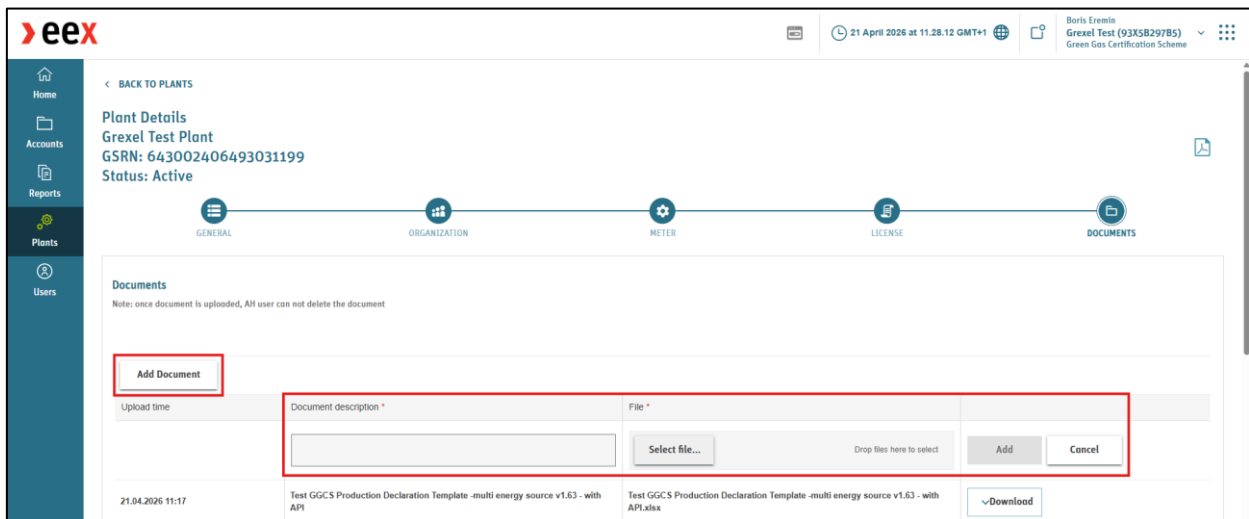 eex
21 April 2026 at 11.28.12 GMT+1
Boris Eremin
Grexel Test (93X5B297B5)
Green Gas Certification Scheme
Home
Accounts
Reports
Plants
Users
< BACK TO PLANTS
Plant Details
Grexel Test Plant
GSRN: 643002406493031199
Status: Active
GENERAL
ORGANIZATION
METER
LICENSE
DOCUMENTS
Documents
Note: once document is uploaded, AH user can not delete the document
Add Document
Upload time
Document description *
File *
Select file...
Drop files here to select
Add
Cancel
21.04.2026 11:17
Test GGCS Production Declaration Template -multi energy source v1.63 - with
API
Test GGCS Production Declaration Template -multi energy source v1.63 - with
API.xlsx
Download